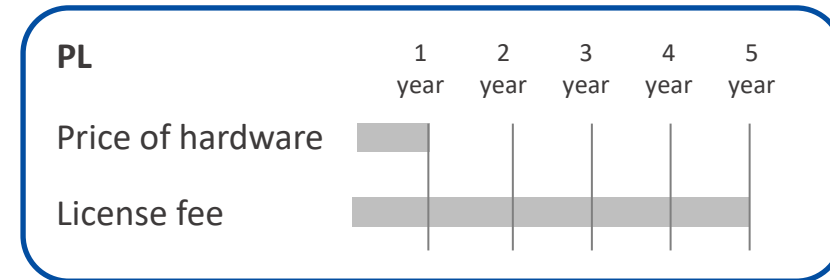 PL
1 2 3 4 5
year year year year year
Price of hardware
License fee